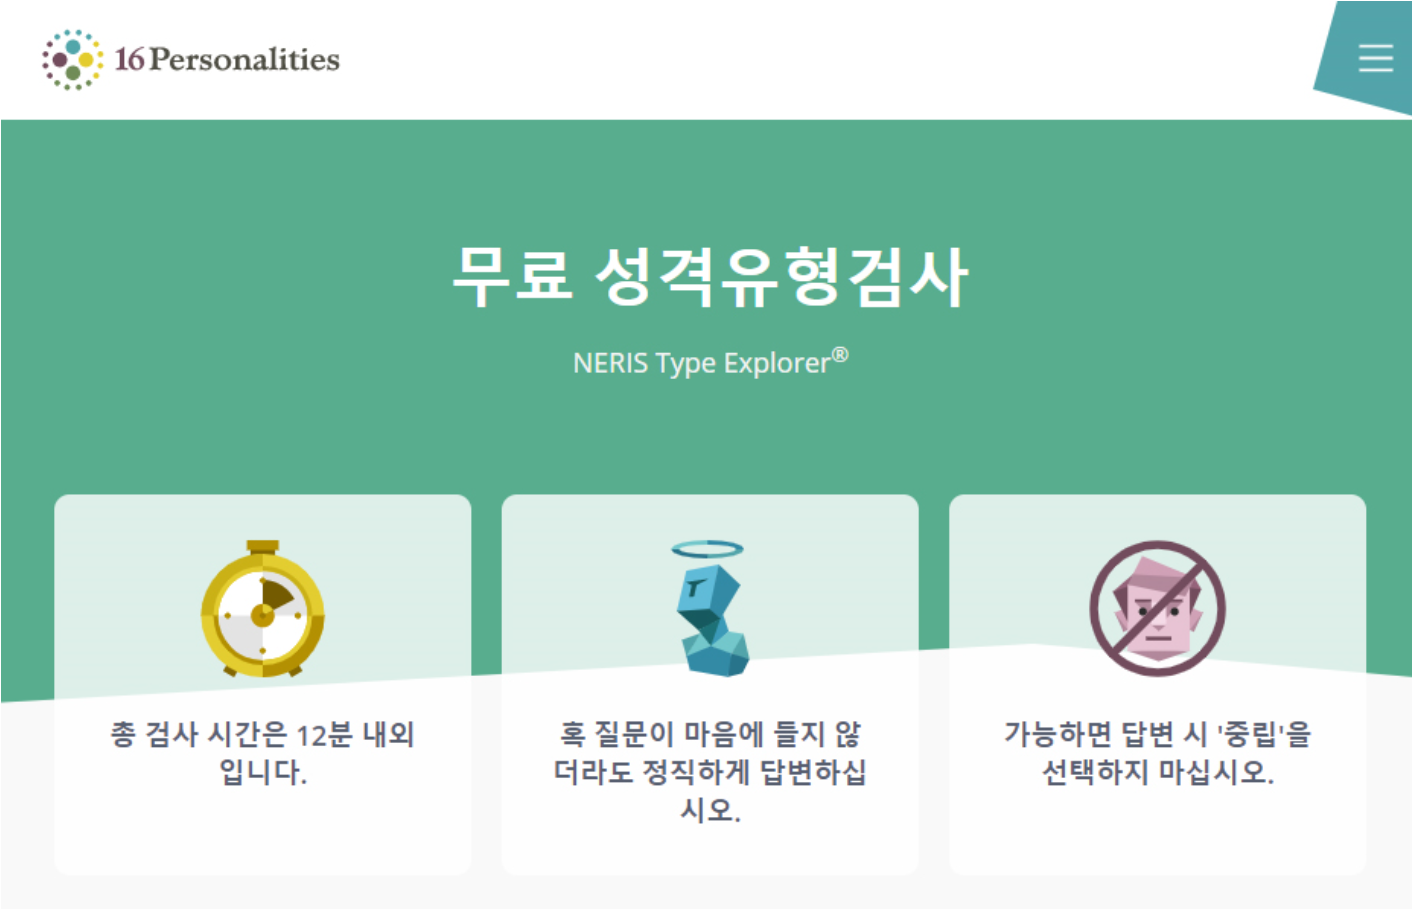 16Personalities
무료 성격유형검사
NERIS Type Explorer®
총 검사 시간은 12분 내외
입니다.
혹 질문이 마음에 들지 않
더라도 정직하게 답변하십
시오.
가능하면 답변 시 '중립'을
선택하지 마십시오.